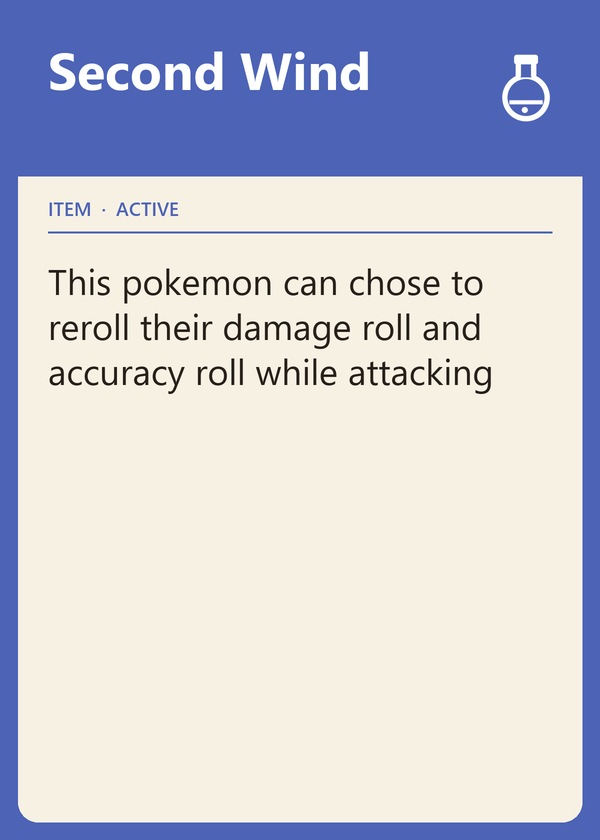 Second Wind
ITEM · ACTIVE
This pokemon can chose to
reroll their damage roll and
accuracy roll while attacking